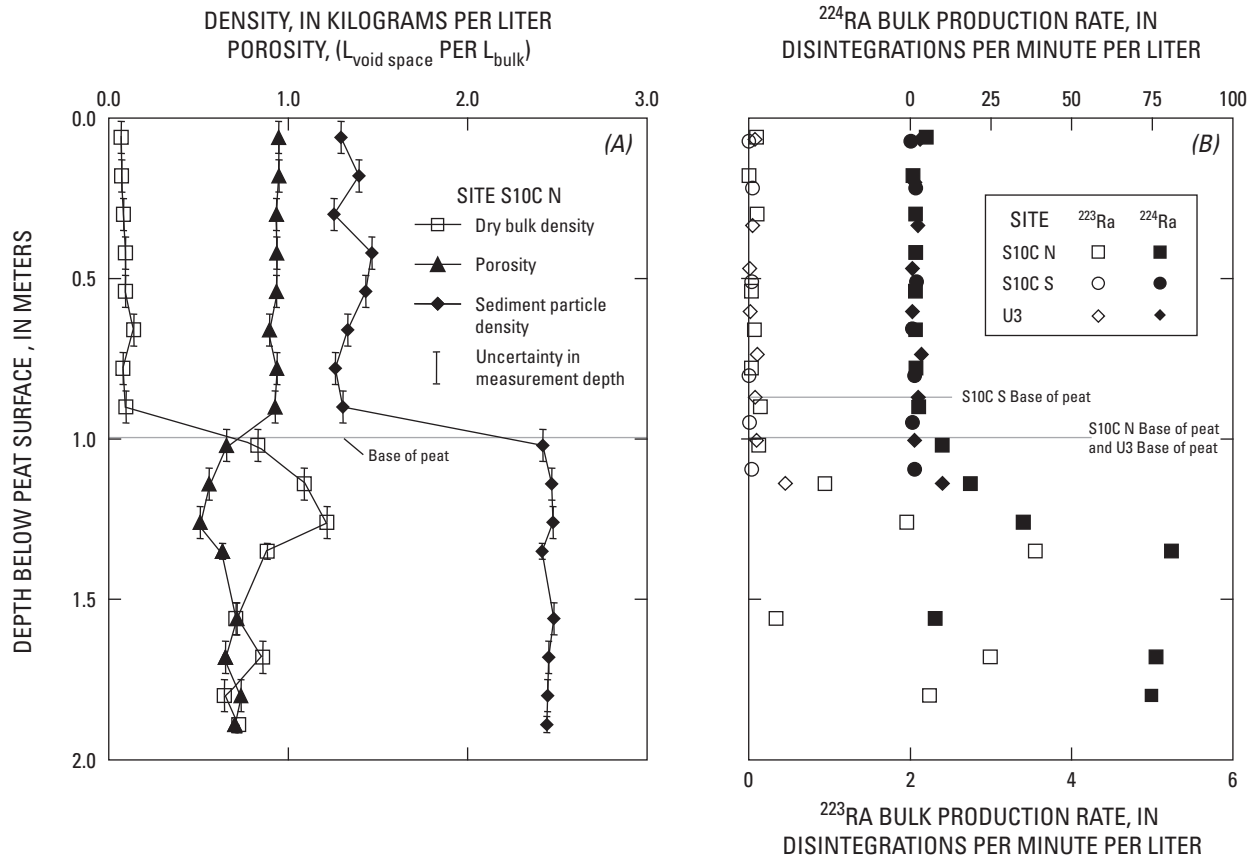 DENSITY, IN KILOGRAMS PER LITER
POROSITY, (L_void space PER L_bulk)
0.0 1.0 2.0 3.0
(A)
SITE S10C N
Dry bulk density
Porosity
Sediment particle
density
Uncertainty in
measurement depth
Base of peat
DEPTH BELOW PEAT SURFACE , IN METERS
0.0
0.5
1.0
1.5
2.0
²²⁴RA BULK PRODUCTION RATE, IN
DISINTEGRATIONS PER MINUTE PER LITER
0 25 50 75 100
(B)
SITE ²²³Ra ²²⁴Ra
S10C N
S10C S
U3
S10C S Base of peat
S10C N Base of peat
and U3 Base of peat
0 2 4 6
²²³RA BULK PRODUCTION RATE, IN
DISINTEGRATIONS PER MINUTE PER LITER